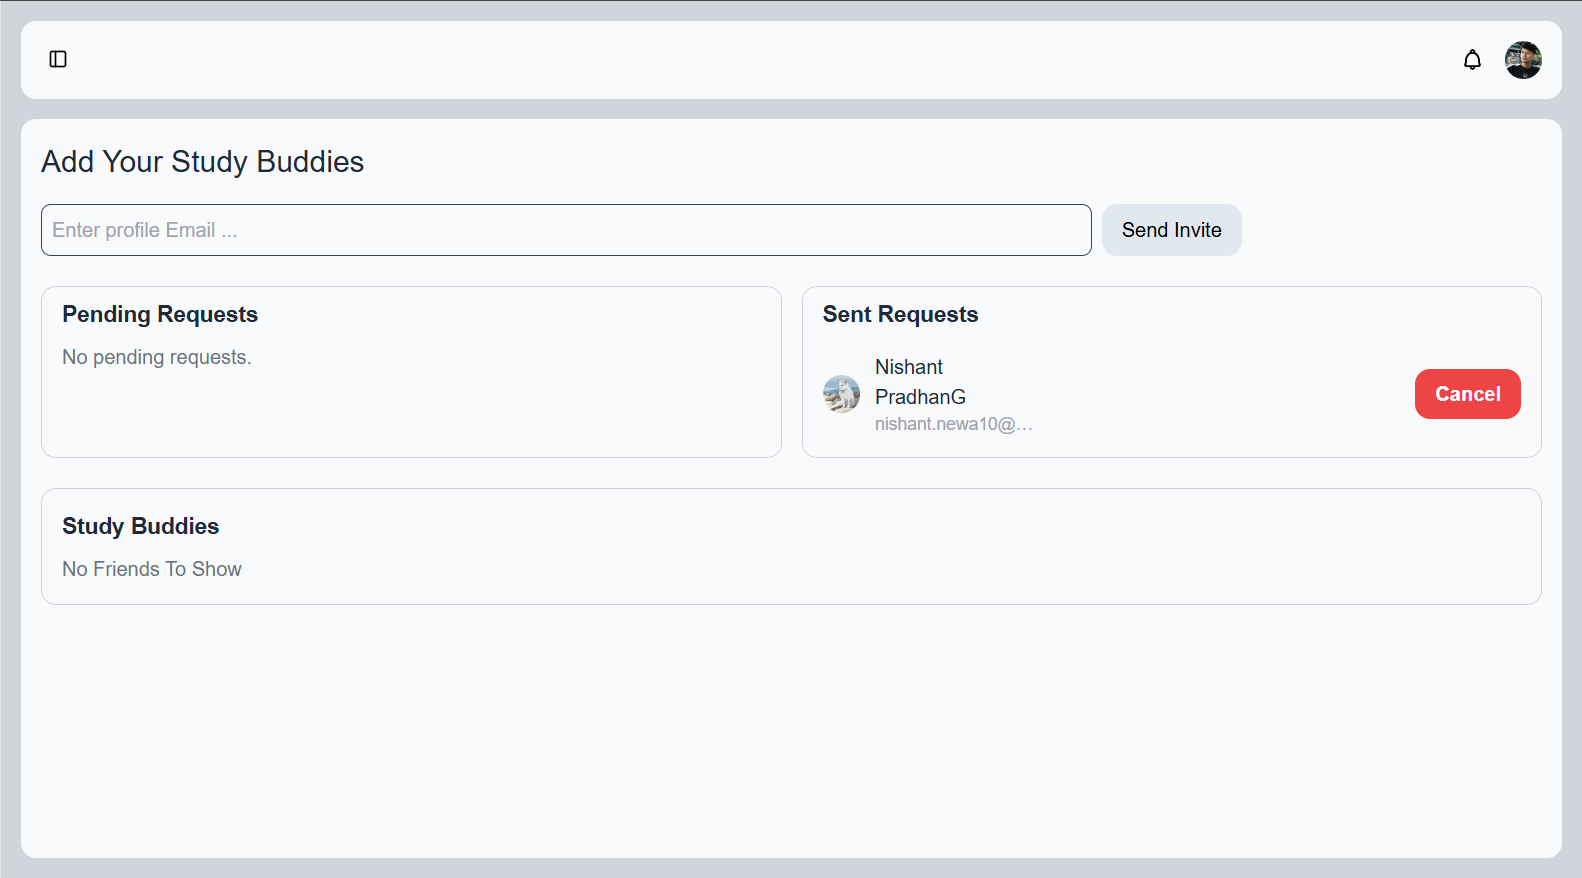 Add Your Study Buddies
Enter profile Email ...
Send Invite
Pending Requests
No pending requests.
Sent Requests
Nishant
PradhanG
nishant.newa10@...
Cancel
Study Buddies
No Friends To Show